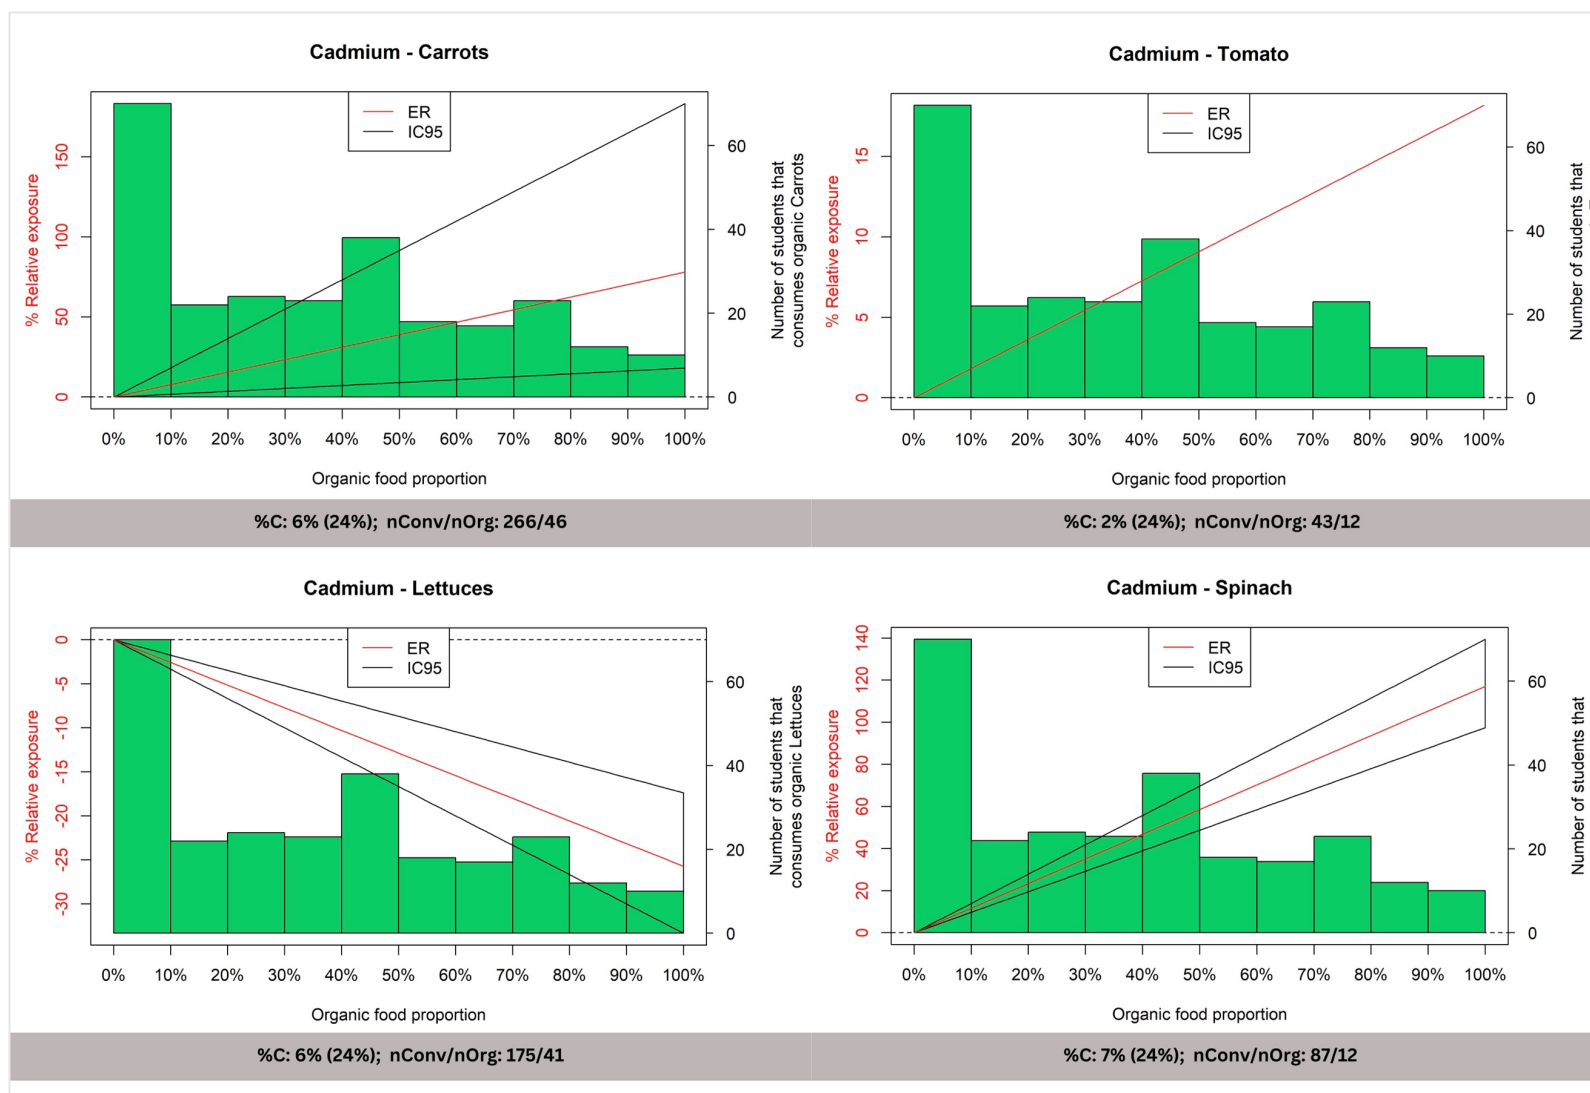 Cadmium - Carrots
ER
IC95
% Relative exposure
0
50
100
150
0
20
40
60
Number of students that
consumes organic Carrots
0% 10% 20% 30% 40% 50% 60% 70% 80% 90% 100%
Organic food proportion
%C: 6% (24%); nConv/nOrg: 266/46
Cadmium - Tomato
ER
IC95
% Relative exposure
0
5
10
15
0
20
40
60
Number of students that
0% 10% 20% 30% 40% 50% 60% 70% 80% 90% 100%
Organic food proportion
%C: 2% (24%); nConv/nOrg: 43/12
Cadmium - Lettuces
ER
IC95
% Relative exposure
-0
-5
-10
-15
-20
-25
-30
0
20
40
60
Number of students that
consumes organic Lettuces
0% 10% 20% 30% 40% 50% 60% 70% 80% 90% 100%
Organic food proportion
%C: 6% (24%); nConv/nOrg: 175/41
Cadmium - Spinach
ER
IC95
% Relative exposure
0
20
40
60
80
100
120
140
0
20
40
60
Number of students that
0% 10% 20% 30% 40% 50% 60% 70% 80% 90% 100%
Organic food proportion
%C: 7% (24%); nConv/nOrg: 87/12